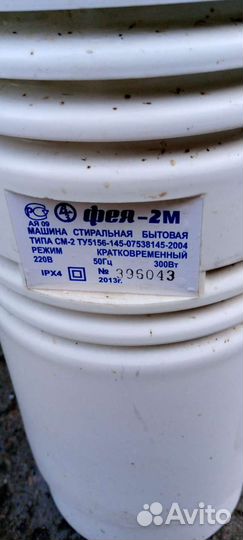 РС АЯ 09
фея-2М
МАШИНА СТИРАЛЬНАЯ БЫТОВАЯ
ТИПА СМ-2 ТУ5156-145-07538145-2004
РЕЖИМ КРАТКОВРЕМЕННЫЙ
220В 50Гц 300Вт
IPX4 № 396043
2013г.
Avito